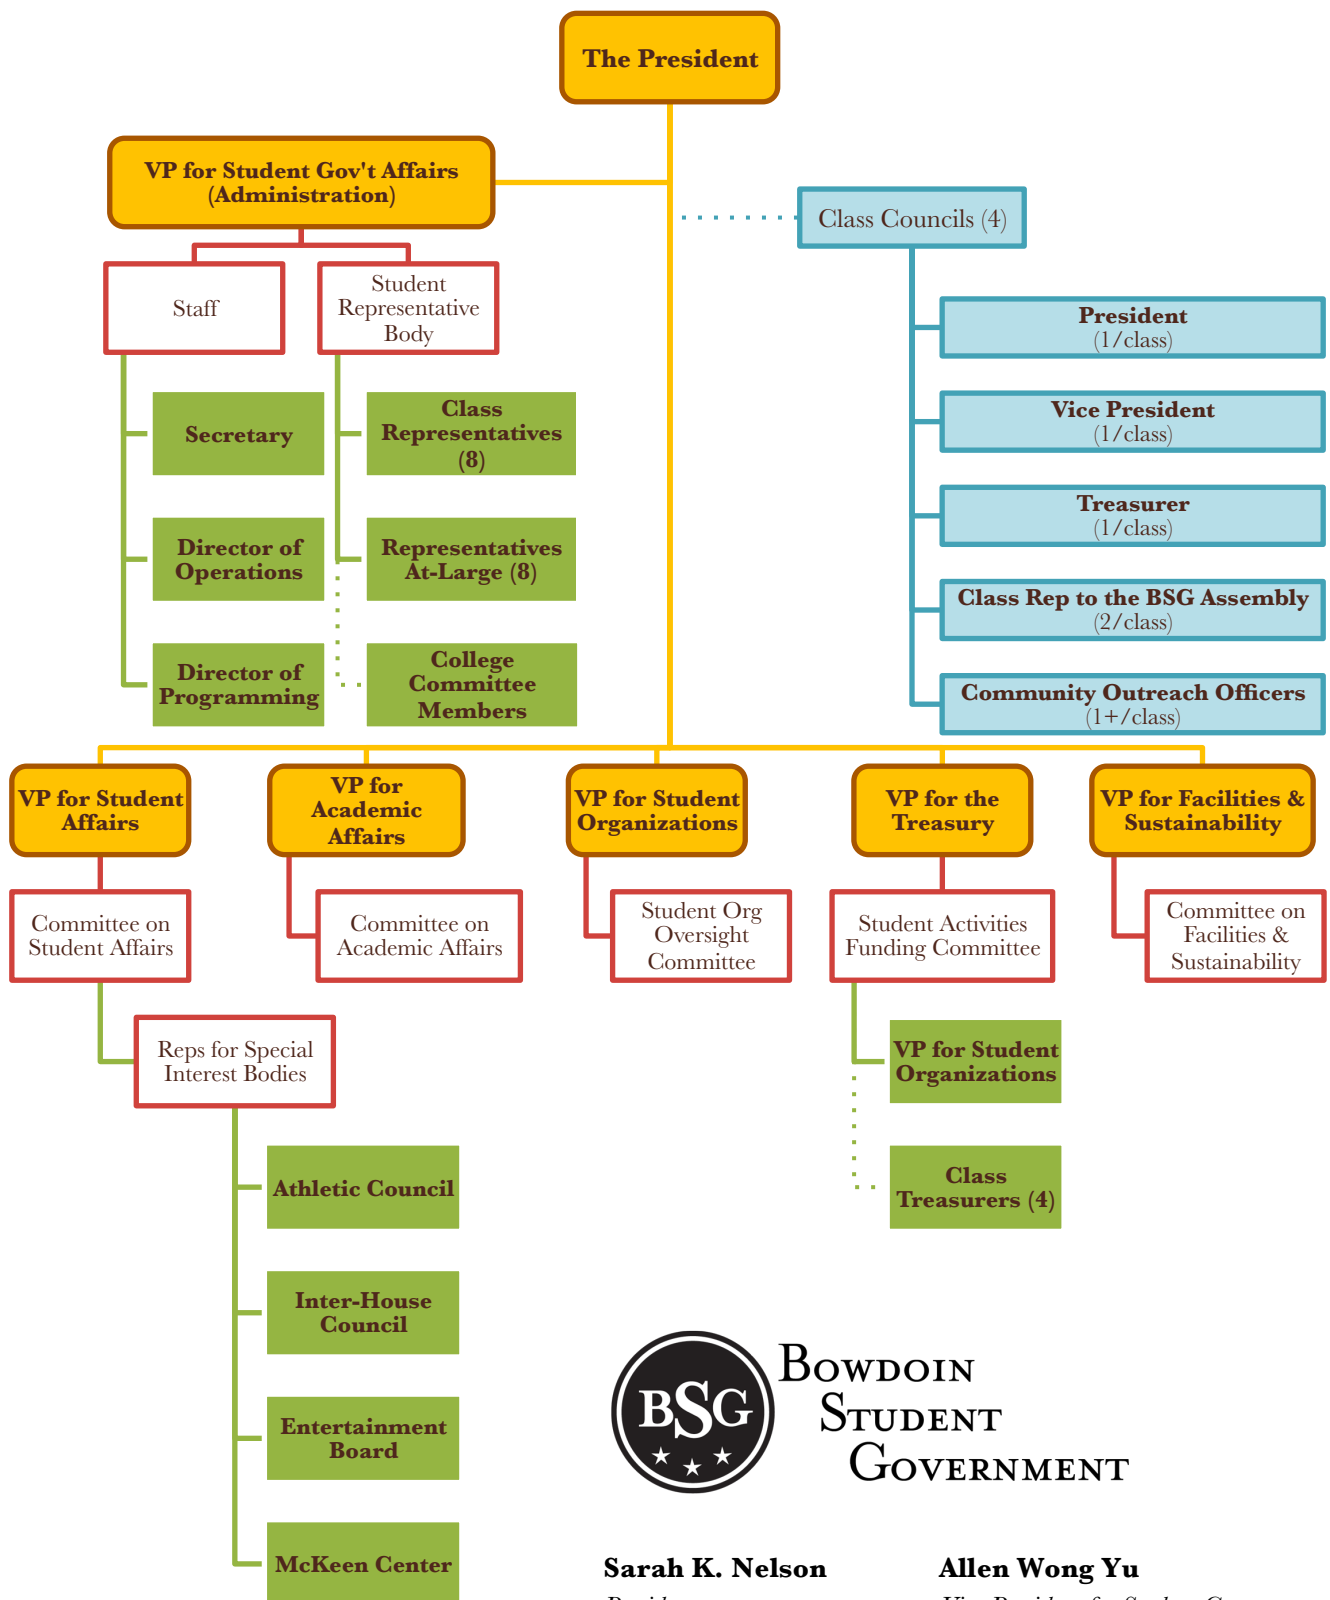 The President
VP for Student Gov't Affairs
(Administration)
Class Councils (4)
Staff
Student
Representative
Body
President
(1/class)
Vice President
(1/class)
Treasurer
(1/class)
Class Rep to the BSG Assembly
(2/class)
Community Outreach Officers
(1+/class)
Secretary
Director of
Operations
Director of
Programming
Class
Representatives
(8)
Representatives
At-Large (8)
College
Committee
Members
VP for Student
Affairs
VP for
Academic
Affairs
VP for Student
Organizations
VP for the
Treasury
VP for Facilities &
Sustainability
Committee on
Student Affairs
Committee on
Academic Affairs
Student Org
Oversight
Committee
Student Activities
Funding Committee
Committee on
Facilities &
Sustainability
Reps for Special
Interest Bodies
Athletic Council
Inter-House
Council
Entertainment
Board
McKeen Center
VP for Student
Organizations
Class
Treasurers (4)
BSG
Bowdoin
Student
Government
Sarah K. Nelson
Allen Wong Yu